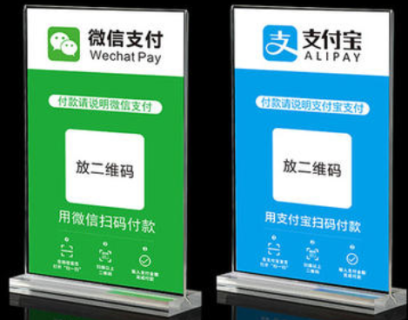 微信支付
Wechat Pay
付款请说明微信支付
放二维码
用微信扫码付款
支付宝
ALIPAY
付款请说明支付宝支付
放二维码
用支付宝扫码付款